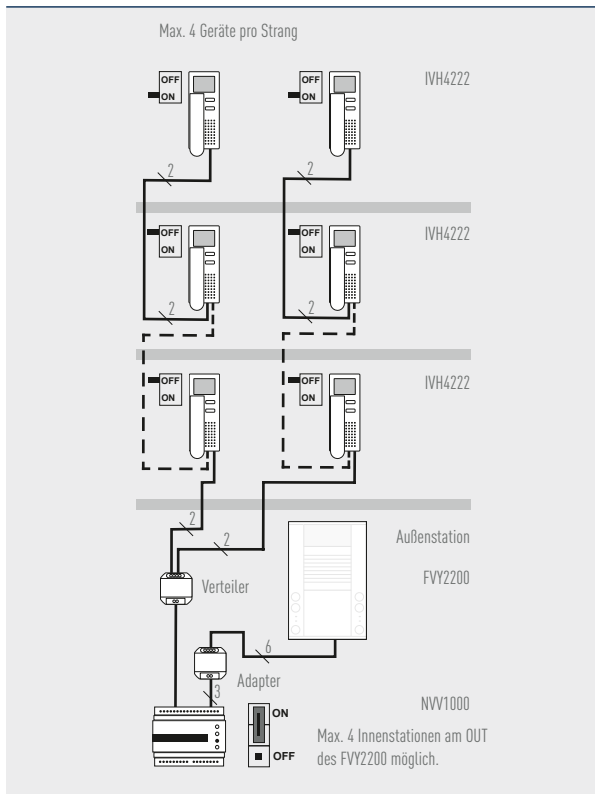 Max. 4 Geräte pro Strang
OFF
ON
OFF
ON
IVH4222
2
2
OFF
ON
OFF
ON
IVH4222
2
2
OFF
ON
OFF
ON
IVH4222
2
2
Außenstation
Verteiler
FVY2200
6
Adapter
3
NVV1000
ON
OFF
Max. 4 Innenstationen am OUT
des FVY2200 möglich.